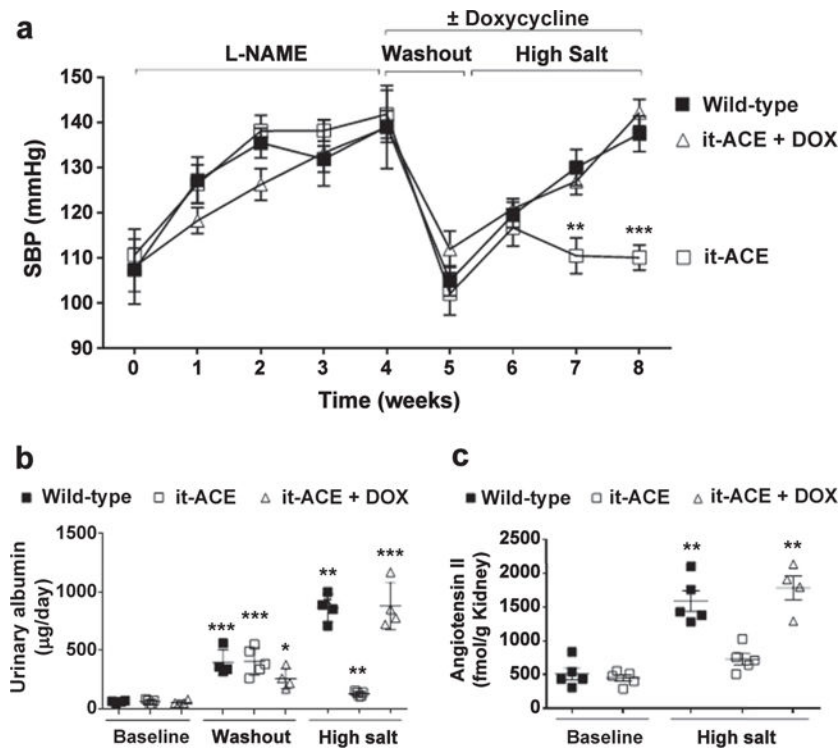 a
± Doxycycline
L-NAME Washout High Salt
SBP (mmHg)
150
140
130
120
110
100
90
** ***
0 1 2 3 4 5 6 7 8
Time (weeks)
Wild-type
it-ACE + DOX
it-ACE
b
Wild-type it-ACE it-ACE + DOX
Urinary albumin
(µg/day)
1500
1000
500
0
*** *** * ** ** ***
Baseline Washout High salt
c
Wild-type it-ACE it-ACE + DOX
Angiotensin II
(fmol/g Kidney)
2500
2000
1500
1000
500
0
** **
Baseline High salt